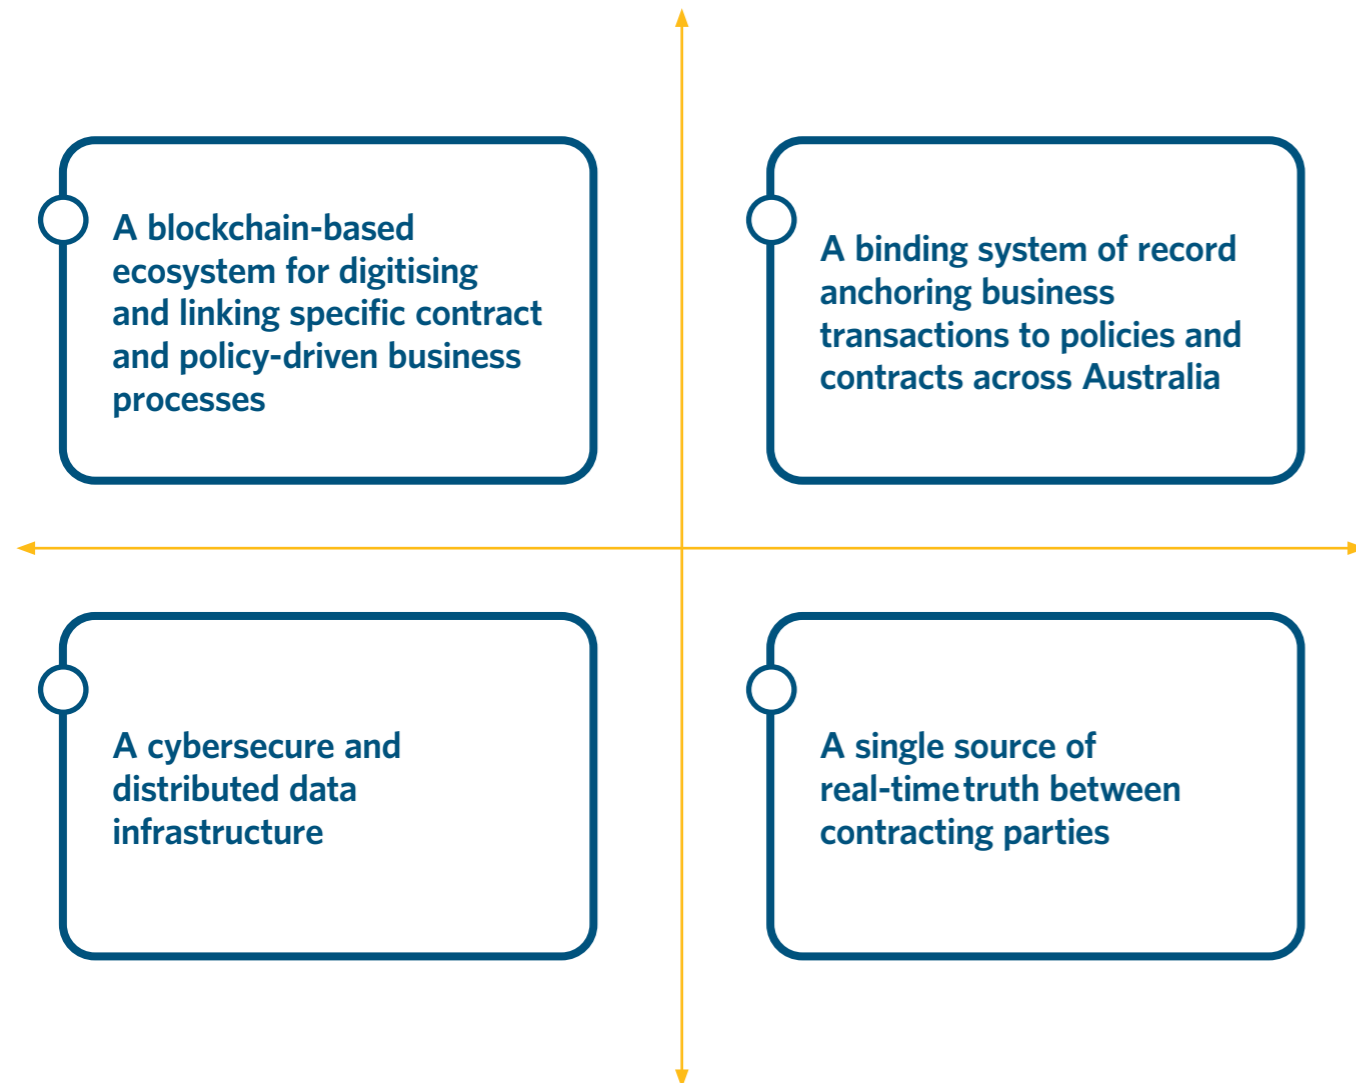 A blockchain-based
ecosystem for digitising
and linking specific contract
and policy-driven business
processes
A binding system of record
anchoring business
transactions to policies and
contracts across Australia
A cybersecure and
distributed data
infrastructure
A single source of
real-time truth between
contracting parties